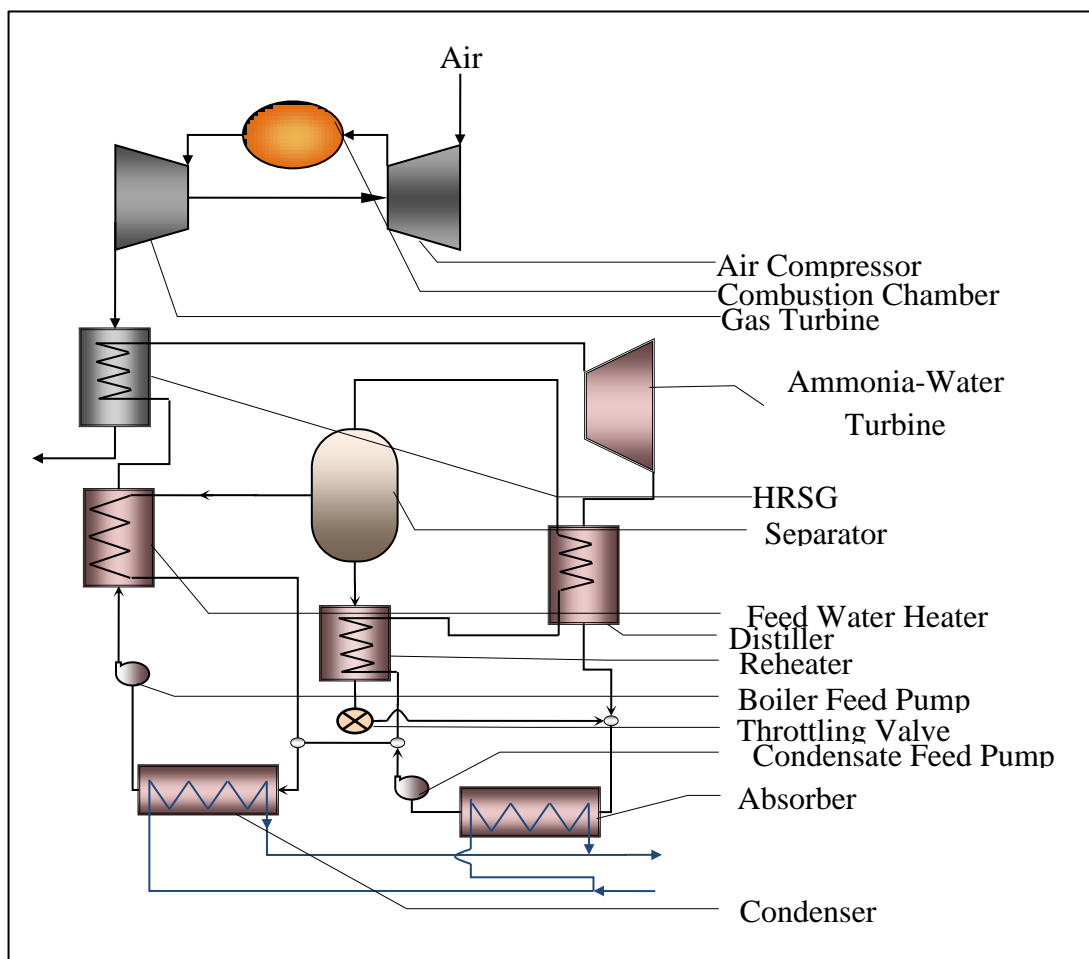 Air
Air Compressor
Combustion Chamber
Gas Turbine
Ammonia-Water
Turbine
HRSG
Separator
Feed Water Heater
Distiller
Reheater
Boiler Feed Pump
Throttling Valve
Condensate Feed Pump
Absorber
Condenser